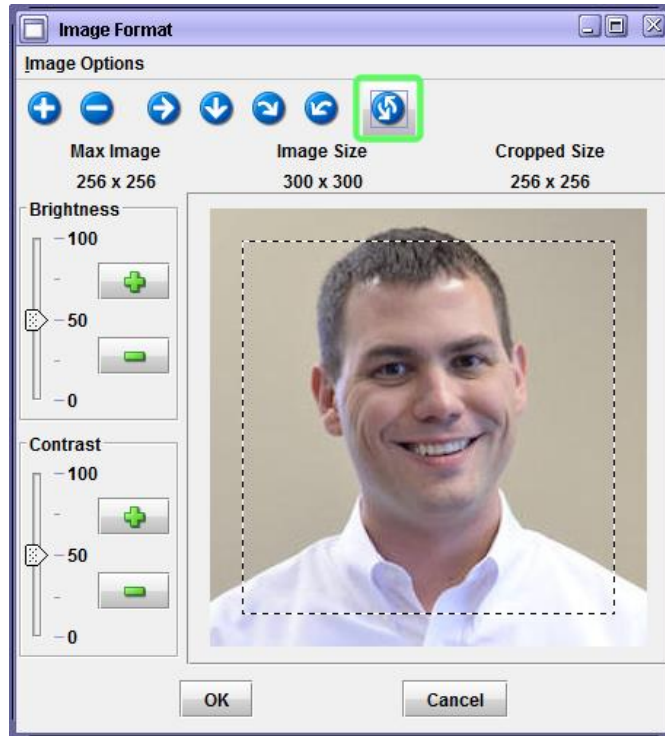 Image Format
Image Options
Max Image Image Size Cropped Size
256 x 256 300 x 300 256 x 256
Brightness
100
50
0
Contrast
100
50
0
OK Cancel